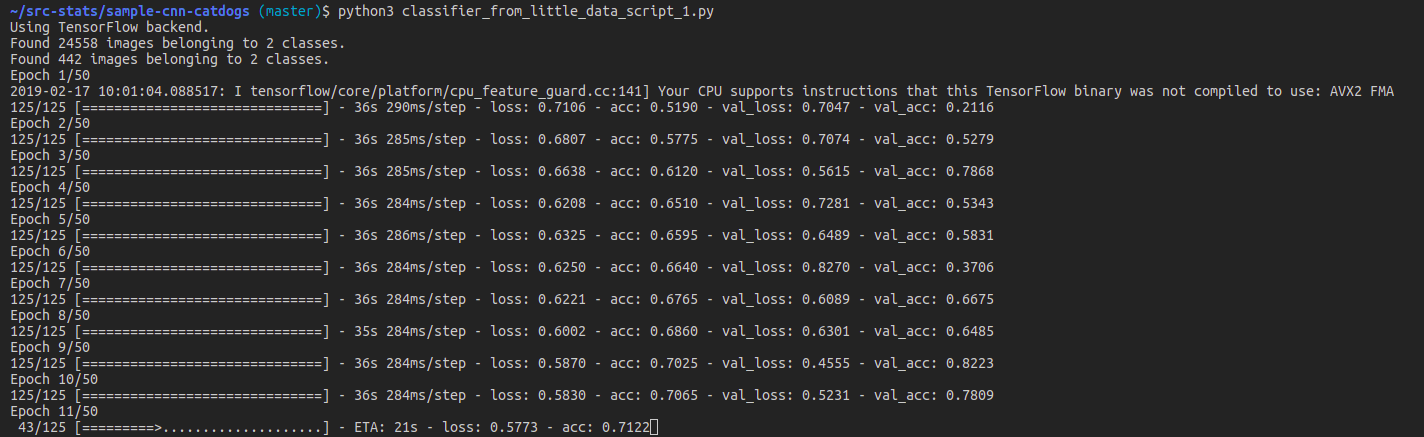 ~/src-stats/sample-cnn-catdogs (master)$ python3 classifier_from_little_data_script_1.py
Using TensorFlow backend.
Found 24558 images belonging to 2 classes.
Found 442 images belonging to 2 classes.
Epoch 1/50
2019-02-17 10:01:04.088517: I tensorflow/core/platform/cpu_feature_guard.cc:141] Your CPU supports instructions that this TensorFlow binary was not compiled to use: AVX2 FMA
125/125 [==============================] - 36s 290ms/step - loss: 0.7106 - acc: 0.5190 - val_loss: 0.7047 - val_acc: 0.2116
Epoch 2/50
125/125 [==============================] - 36s 285ms/step - loss: 0.6807 - acc: 0.5775 - val_loss: 0.7074 - val_acc: 0.5279
Epoch 3/50
125/125 [==============================] - 36s 285ms/step - loss: 0.6638 - acc: 0.6120 - val_loss: 0.5615 - val_acc: 0.7868
Epoch 4/50
125/125 [==============================] - 36s 284ms/step - loss: 0.6208 - acc: 0.6510 - val_loss: 0.7281 - val_acc: 0.5343
Epoch 5/50
125/125 [==============================] - 36s 286ms/step - loss: 0.6325 - acc: 0.6595 - val_loss: 0.6489 - val_acc: 0.5831
Epoch 6/50
125/125 [==============================] - 36s 284ms/step - loss: 0.6250 - acc: 0.6640 - val_loss: 0.8270 - val_acc: 0.3706
Epoch 7/50
125/125 [==============================] - 36s 284ms/step - loss: 0.6221 - acc: 0.6765 - val_loss: 0.6089 - val_acc: 0.6675
Epoch 8/50
125/125 [==============================] - 35s 284ms/step - loss: 0.6002 - acc: 0.6860 - val_loss: 0.6301 - val_acc: 0.6485
Epoch 9/50
125/125 [==============================] - 36s 284ms/step - loss: 0.5870 - acc: 0.7025 - val_loss: 0.4555 - val_acc: 0.8223
Epoch 10/50
125/125 [==============================] - 36s 284ms/step - loss: 0.5830 - acc: 0.7065 - val_loss: 0.5231 - val_acc: 0.7809
Epoch 11/50
43/125 [=========>....................] - ETA: 21s - loss: 0.5773 - acc: 0.7122